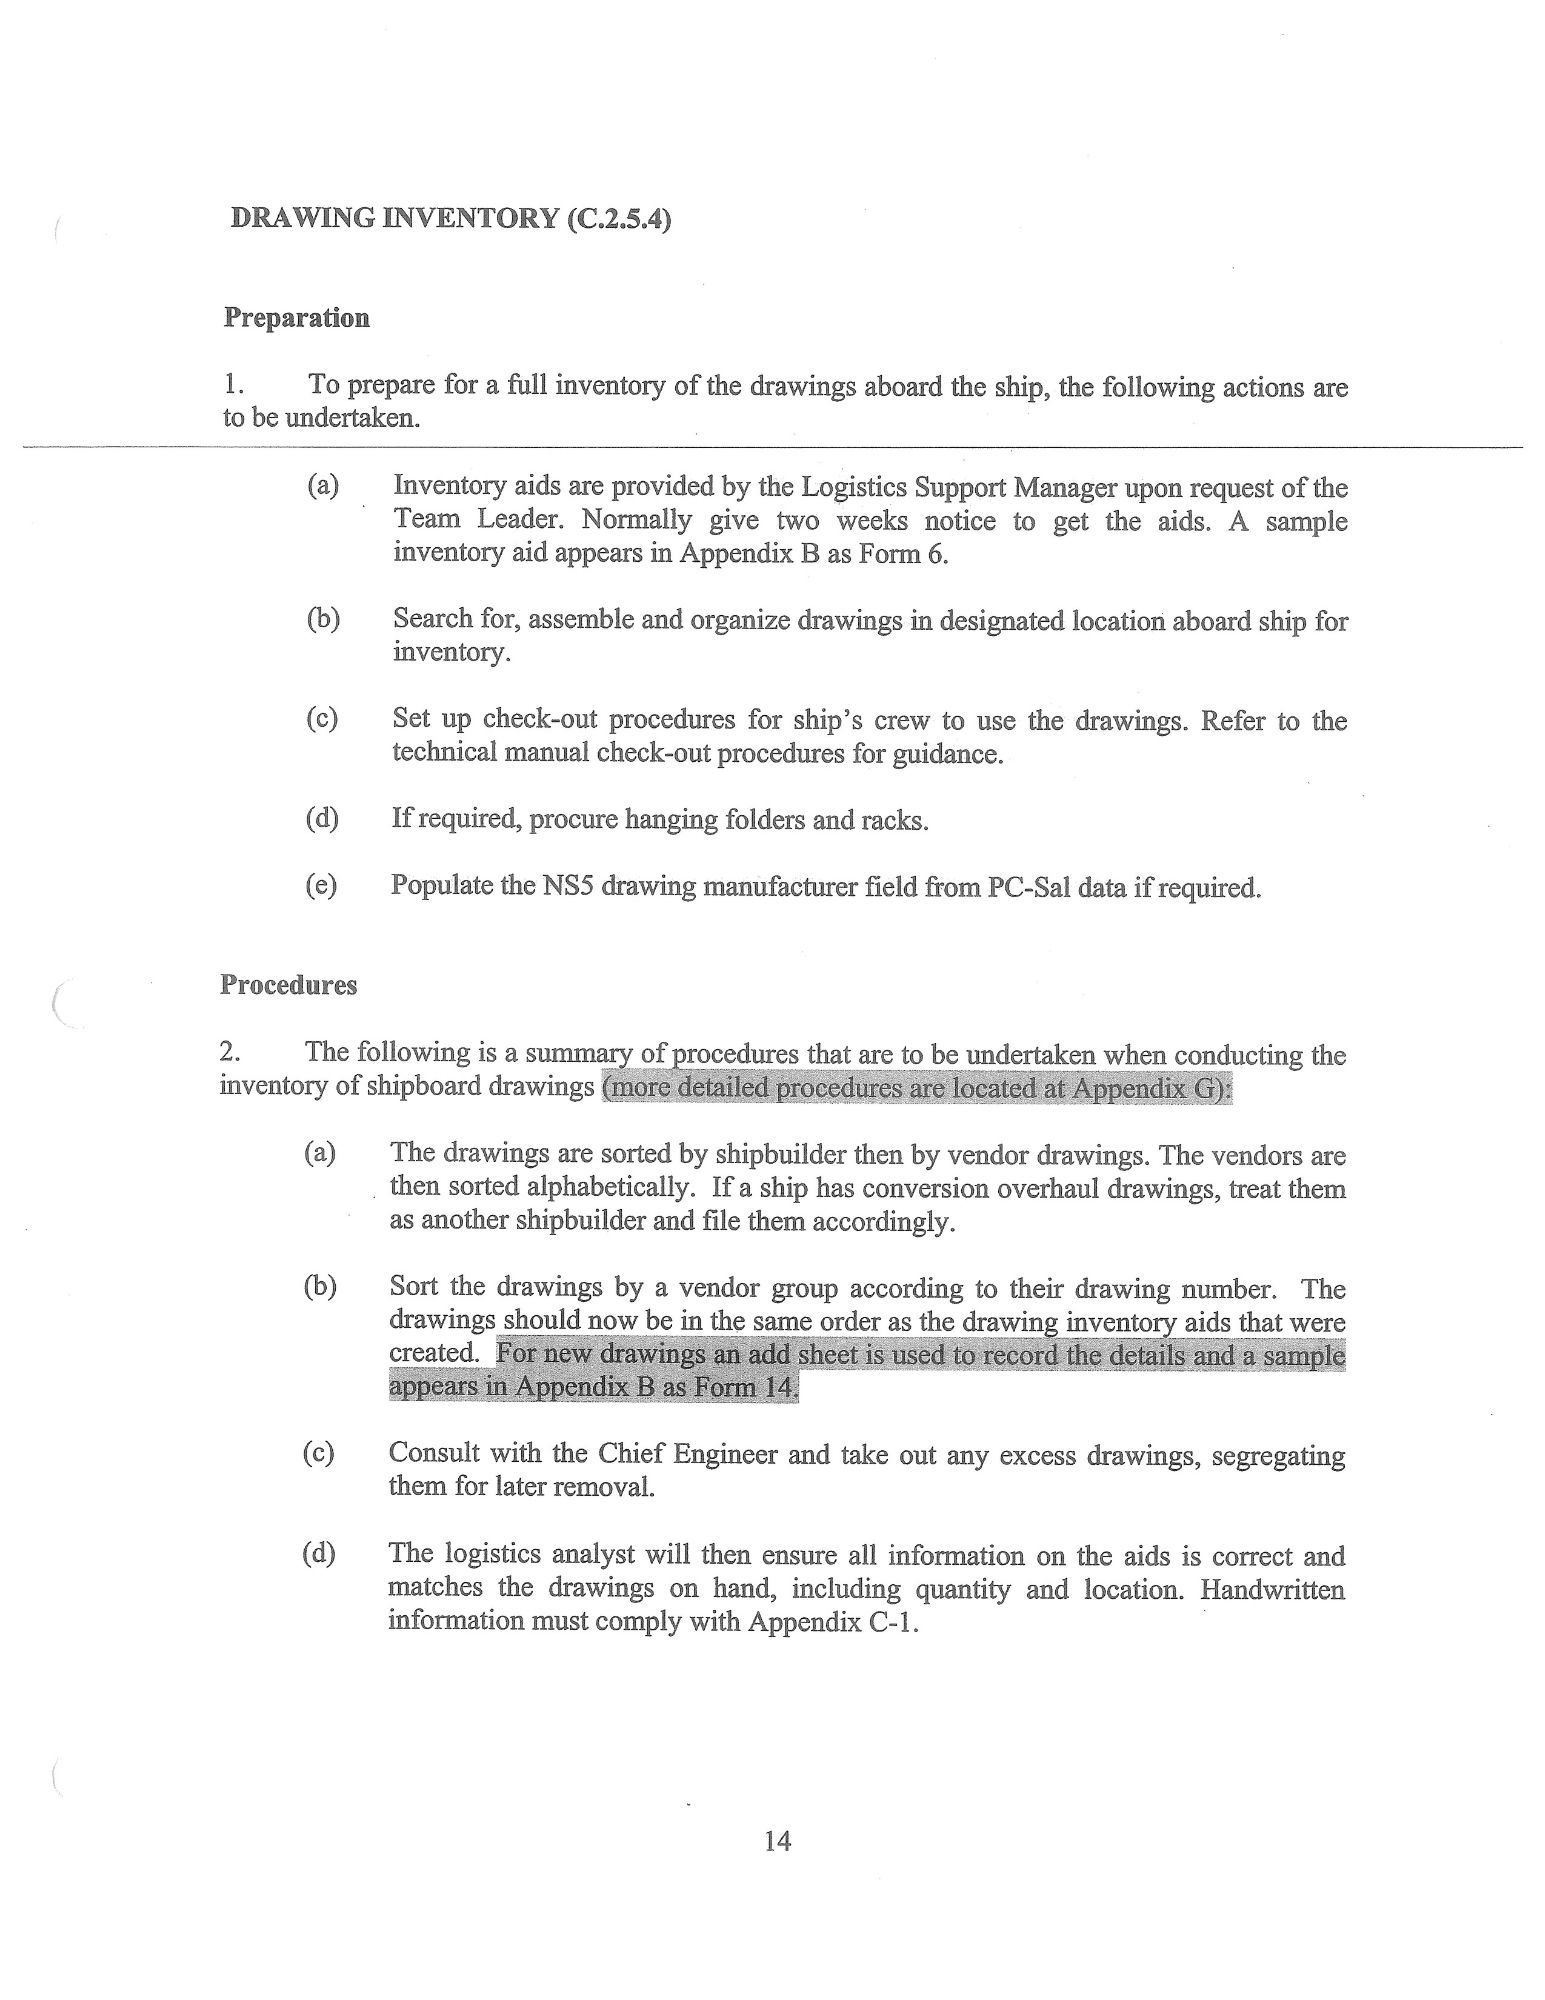 DRAWING INVENTORY (C.2.5.4)
Preparation
1. To prepare for a full inventory of the drawings aboard the ship, the following actions are
to be undertaken.
(a) Inventory aids are provided by the Logistics Support Manager upon request of the
Team Leader. Normally give two weeks notice to get the aids. A sample
inventory aid appears in Appendix B as Form 6.
(b) Search for, assemble and organize drawings in designated location aboard ship for
inventory.
(c) Set up check-out procedures for ship's crew to use the drawings. Refer to the
technical manual check-out procedures for guidance.
(d) If required, procure hanging folders and racks.
(e) Populate the NS5 drawing manufacturer field from PC-Sal data if required.
Procedures
2. The following is a summary of procedures that are to be undertaken when conducting the
inventory of shipboard drawings (more detailed procedures are located at Appendix G):
(a) The drawings are sorted by shipbuilder then by vendor drawings. The vendors are
then sorted alphabetically. If a ship has conversion overhaul drawings, treat them
as another shipbuilder and file them accordingly.
(b) Sort the drawings by a vendor group according to their drawing number. The
drawings should now be in the same order as the drawing inventory aids that were
created. For new drawings an add sheet is used to record the details and a sample
appears in Appendix B as Form 14.
(c) Consult with the Chief Engineer and take out any excess drawings, segregating
them for later removal.
(d) The logistics analyst will then ensure all information on the aids is correct and
matches the drawings on hand, including quantity and location. Handwritten
information must comply with Appendix C-1.
14